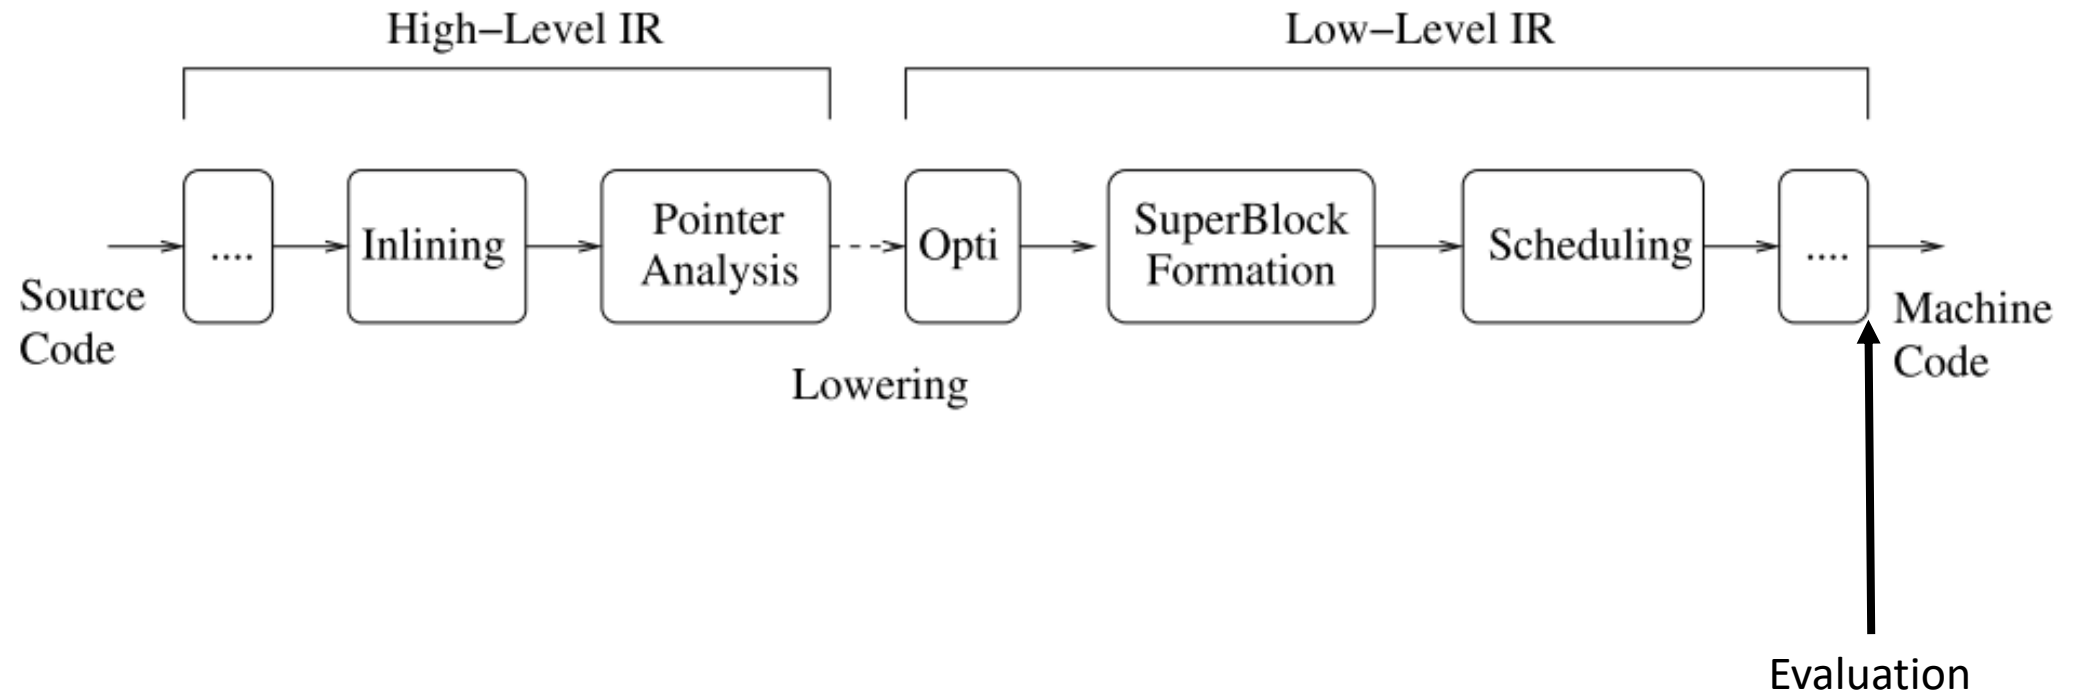 High–Level IR
Low–Level IR
Source
Code
....
Inlining
Pointer
Analysis
Lowering
Opti
SuperBlock
Formation
Scheduling
....
Machine
Code
Evaluation